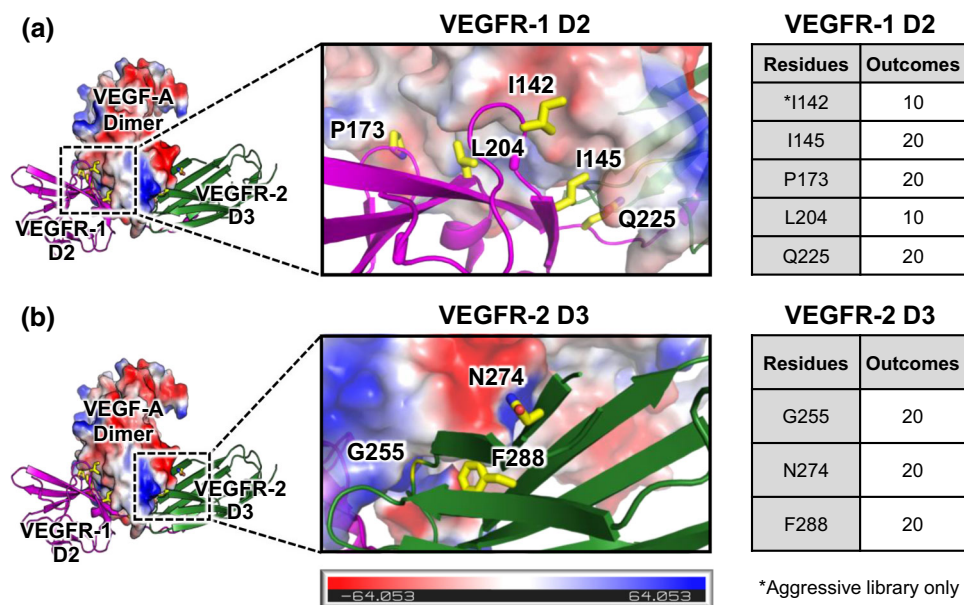 (a)
VEGFR-1 D2
VEGFR-1 D2
VEGF-A
Dimer
VEGFR-2
D3
VEGFR-1
D2
I142
P173
L204
I145
Q225
Residues Outcomes
*I142 10
I145 20
P173 20
L204 10
Q225 20
(b)
VEGFR-2 D3
VEGFR-2 D3
VEGF-A
Dimer
VEGFR-2
D3
VEGFR-1
D2
N274
G255
F288
Residues Outcomes
G255 20
N274 20
F288 20
-64.053 64.053
*Aggressive library only